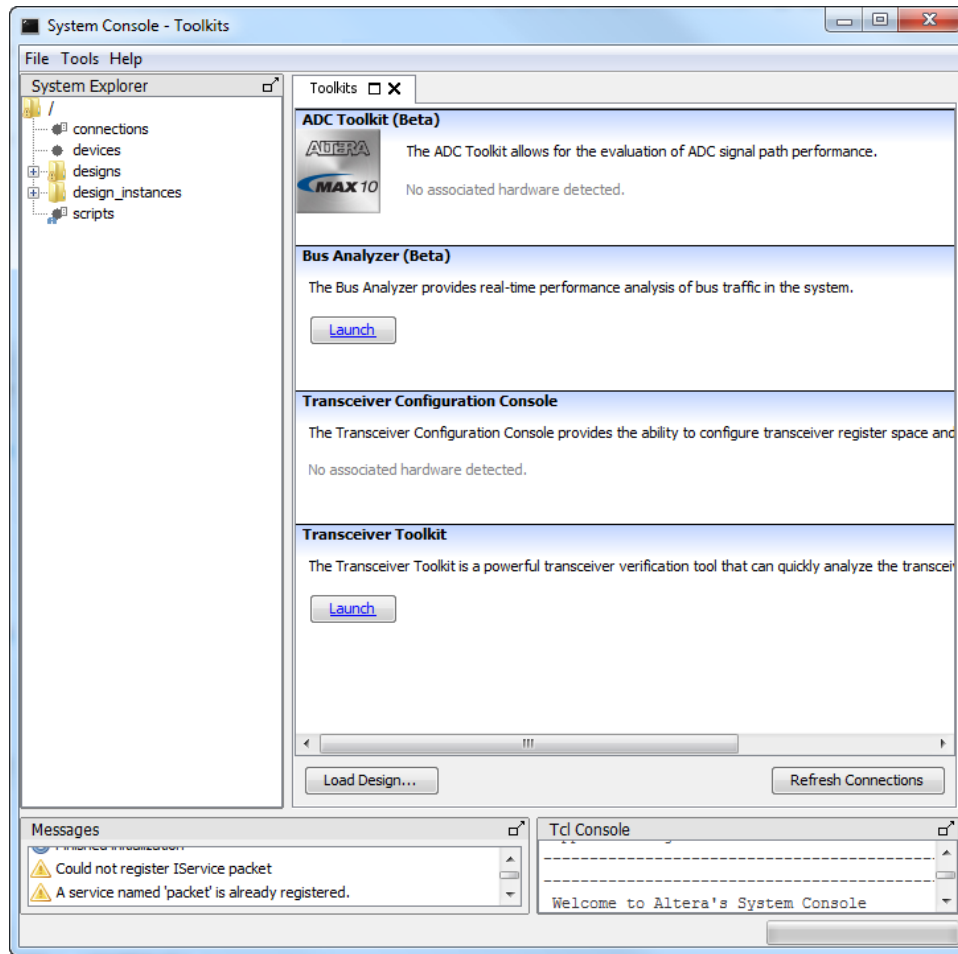 System Console - Toolkits
File Tools Help
System Explorer
/
connections
devices
designs
design_instances
scripts
Toolkits
ADC Toolkit (Beta)
ALTERA
MAX 10
The ADC Toolkit allows for the evaluation of ADC signal path performance.
No associated hardware detected.
Bus Analyzer (Beta)
The Bus Analyzer provides real-time performance analysis of bus traffic in the system.
Launch
Transceiver Configuration Console
The Transceiver Configuration Console provides the ability to configure transceiver register space and
No associated hardware detected.
Transceiver Toolkit
The Transceiver Toolkit is a powerful transceiver verification tool that can quickly analyze the transcei
Launch
Load Design...
Refresh Connections
Messages
Finished initialization
Could not register IService packet
A service named 'packet' is already registered.
Tcl Console
----------------------------------------
----------------------------------------
Welcome to Altera's System Console